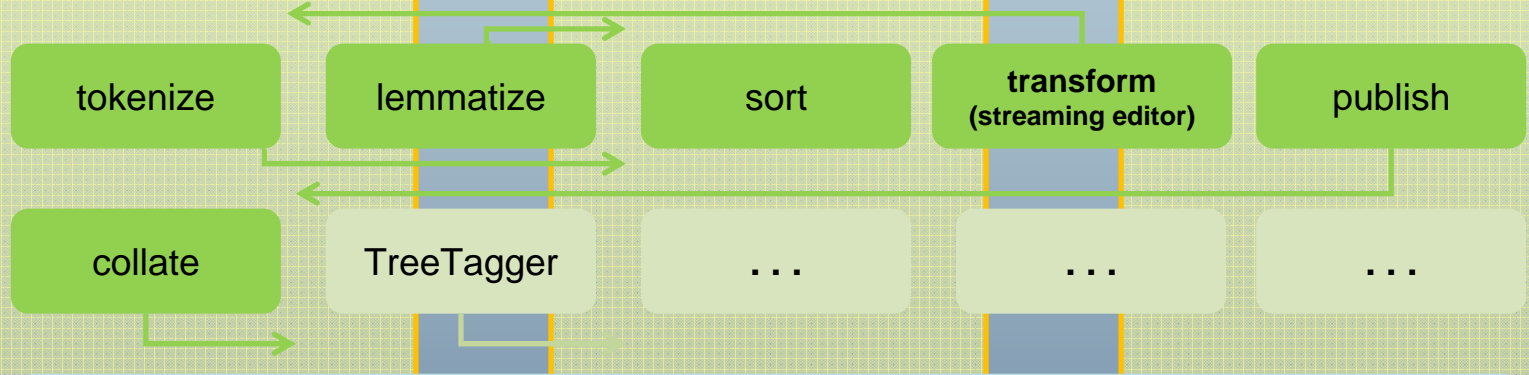 tokenize
lemmatize
sort
transform
(streaming editor)
publish
collate
TreeTagger
. . .
. . .
. . .